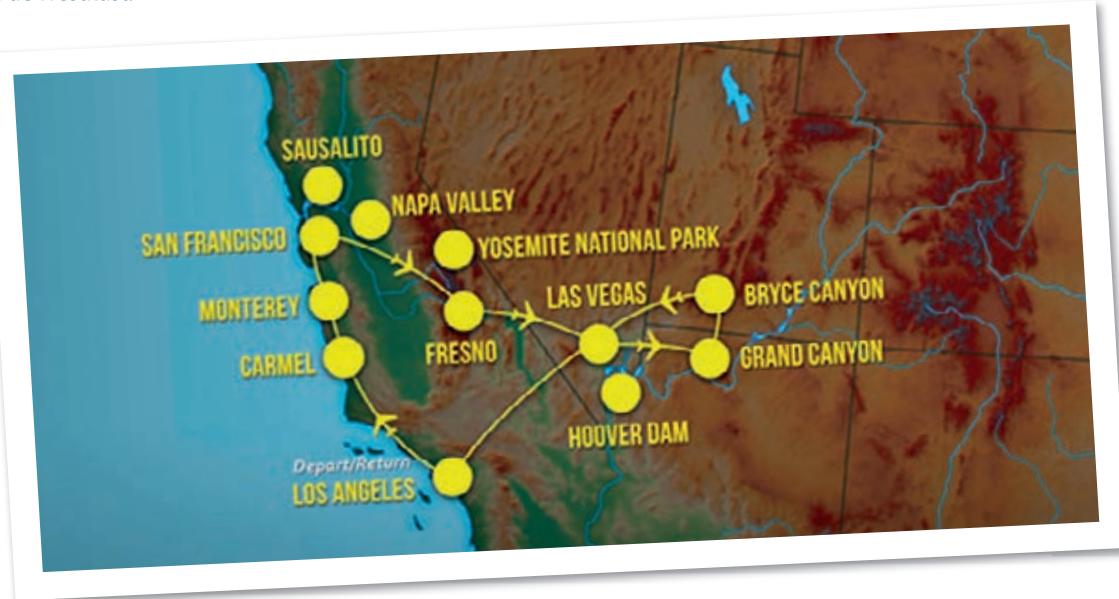 SAUSALITO
NAPA VALLEY
SAN FRANCISCO
YOSEMITE NATIONAL PARK
MONTEREY
LAS VEGAS
BRYCE CANYON
CARMEL
FRESNO
GRAND CANYON
HOOVER DAM
Depart/Return
LOS ANGELES